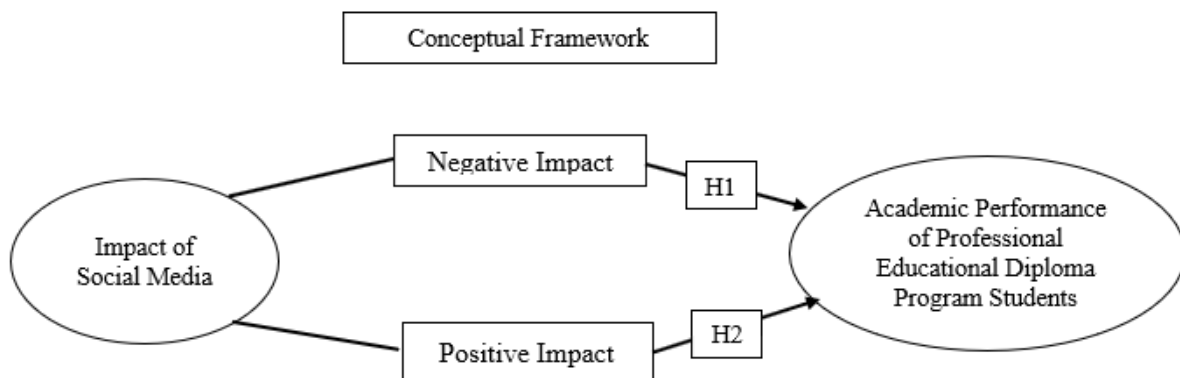 Conceptual Framework
Negative Impact
H1
Impact of
Social Media
Academic Performance
of Professional
Educational Diploma
Program Students
H2
Positive Impact